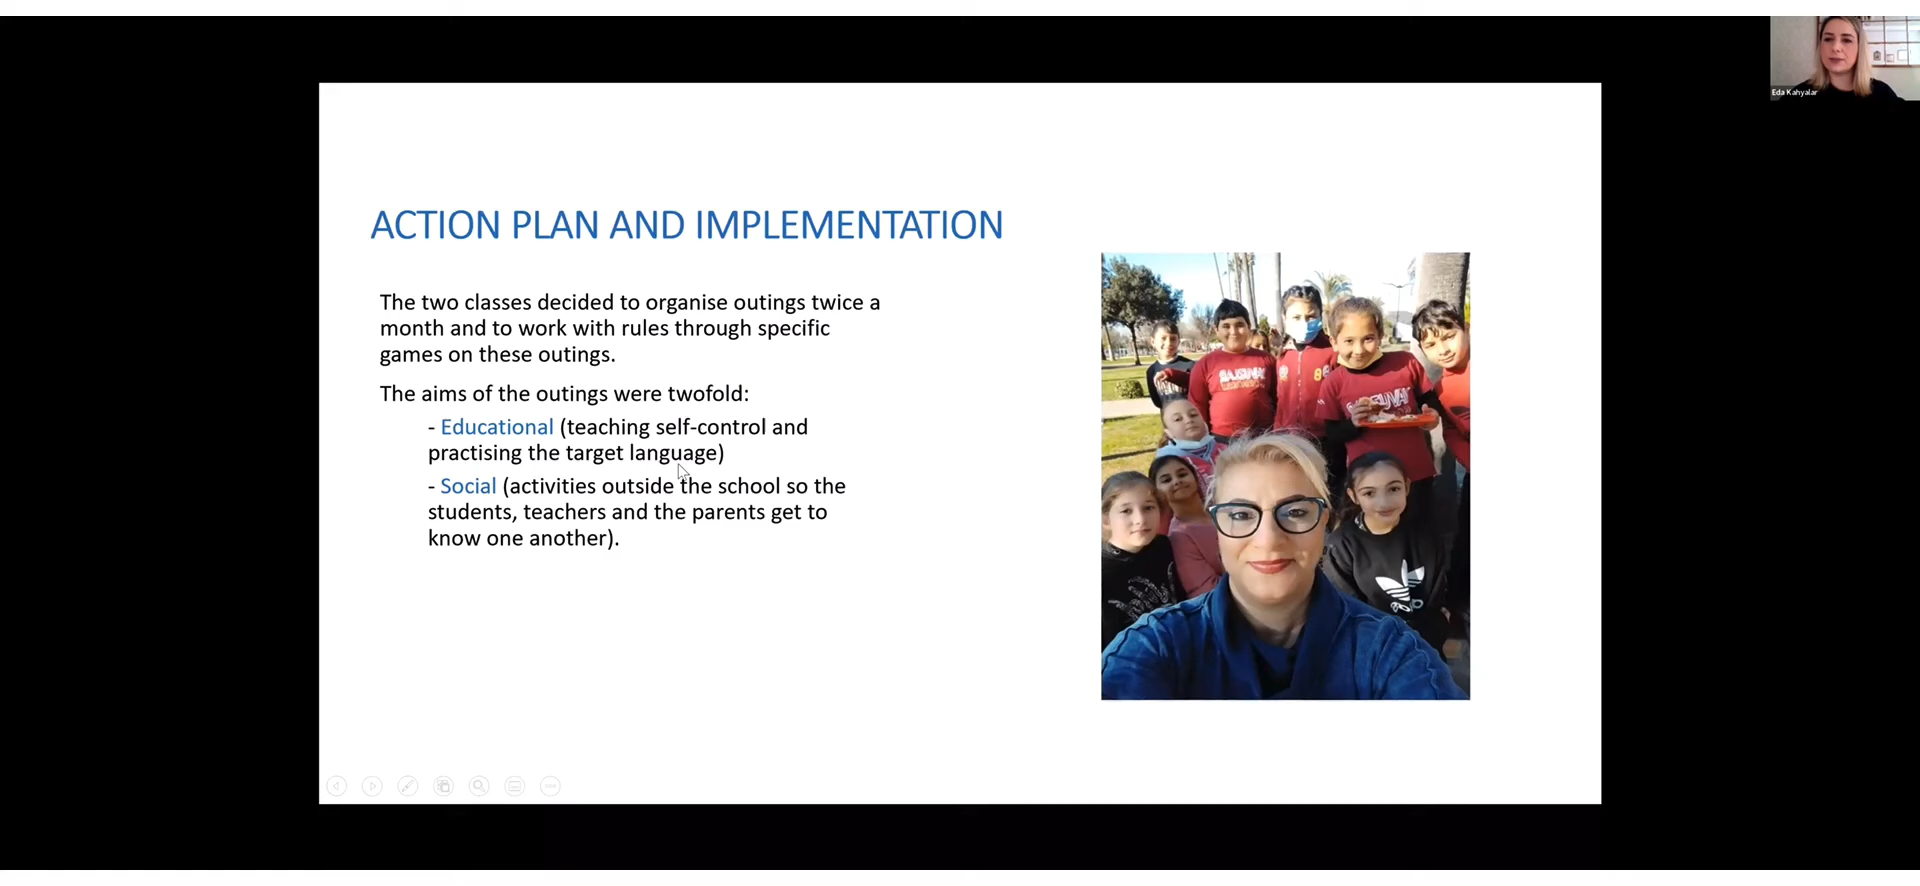 Eda Kahyalar
ACTION PLAN AND IMPLEMENTATION
The two classes decided to organise outings twice a
month and to work with rules through specific
games on these outings.
The aims of the outings were twofold:
- Educational (teaching self-control and
practising the target language)
- Social (activities outside the school so the
students, teachers and the parents get to
know one another).